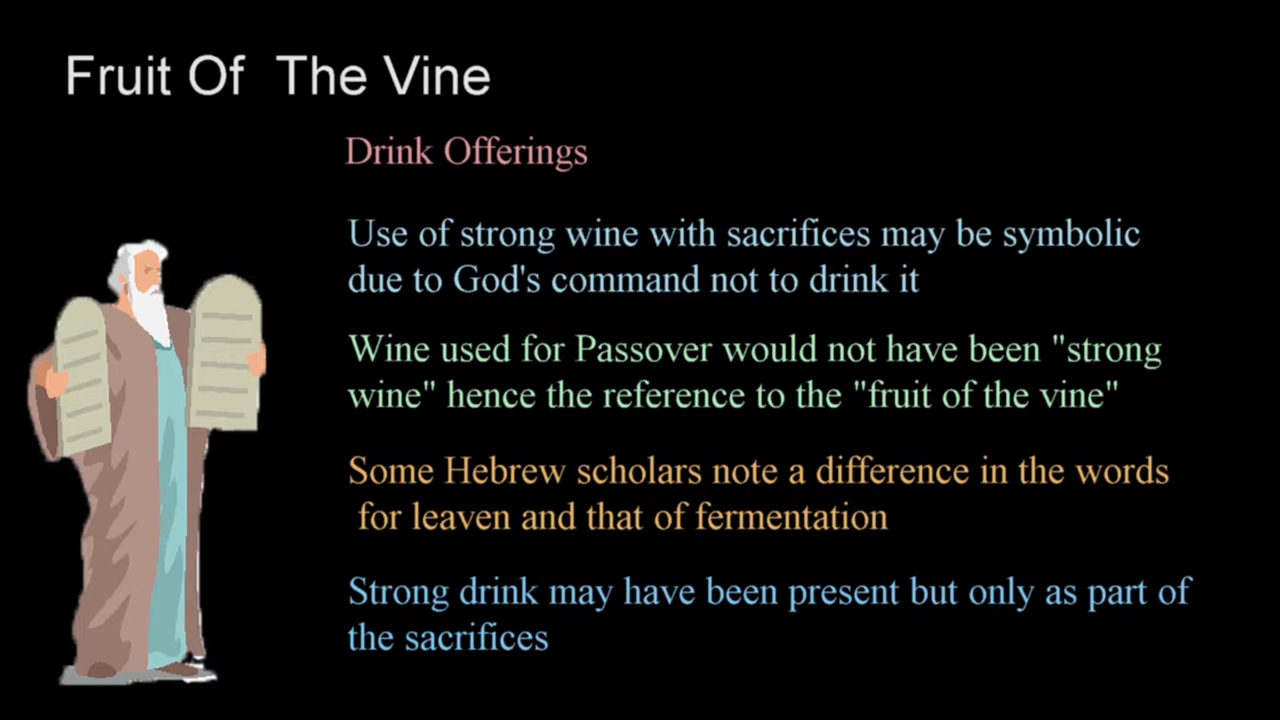 Fruit Of The Vine
Drink Offerings
Use of strong wine with sacrifices may be symbolic
due to God's command not to drink it
Wine used for Passover would not have been "strong
wine" hence the reference to the "fruit of the vine"
Some Hebrew scholars note a difference in the words
for leaven and that of fermentation
Strong drink may have been present but only as part of
the sacrifices